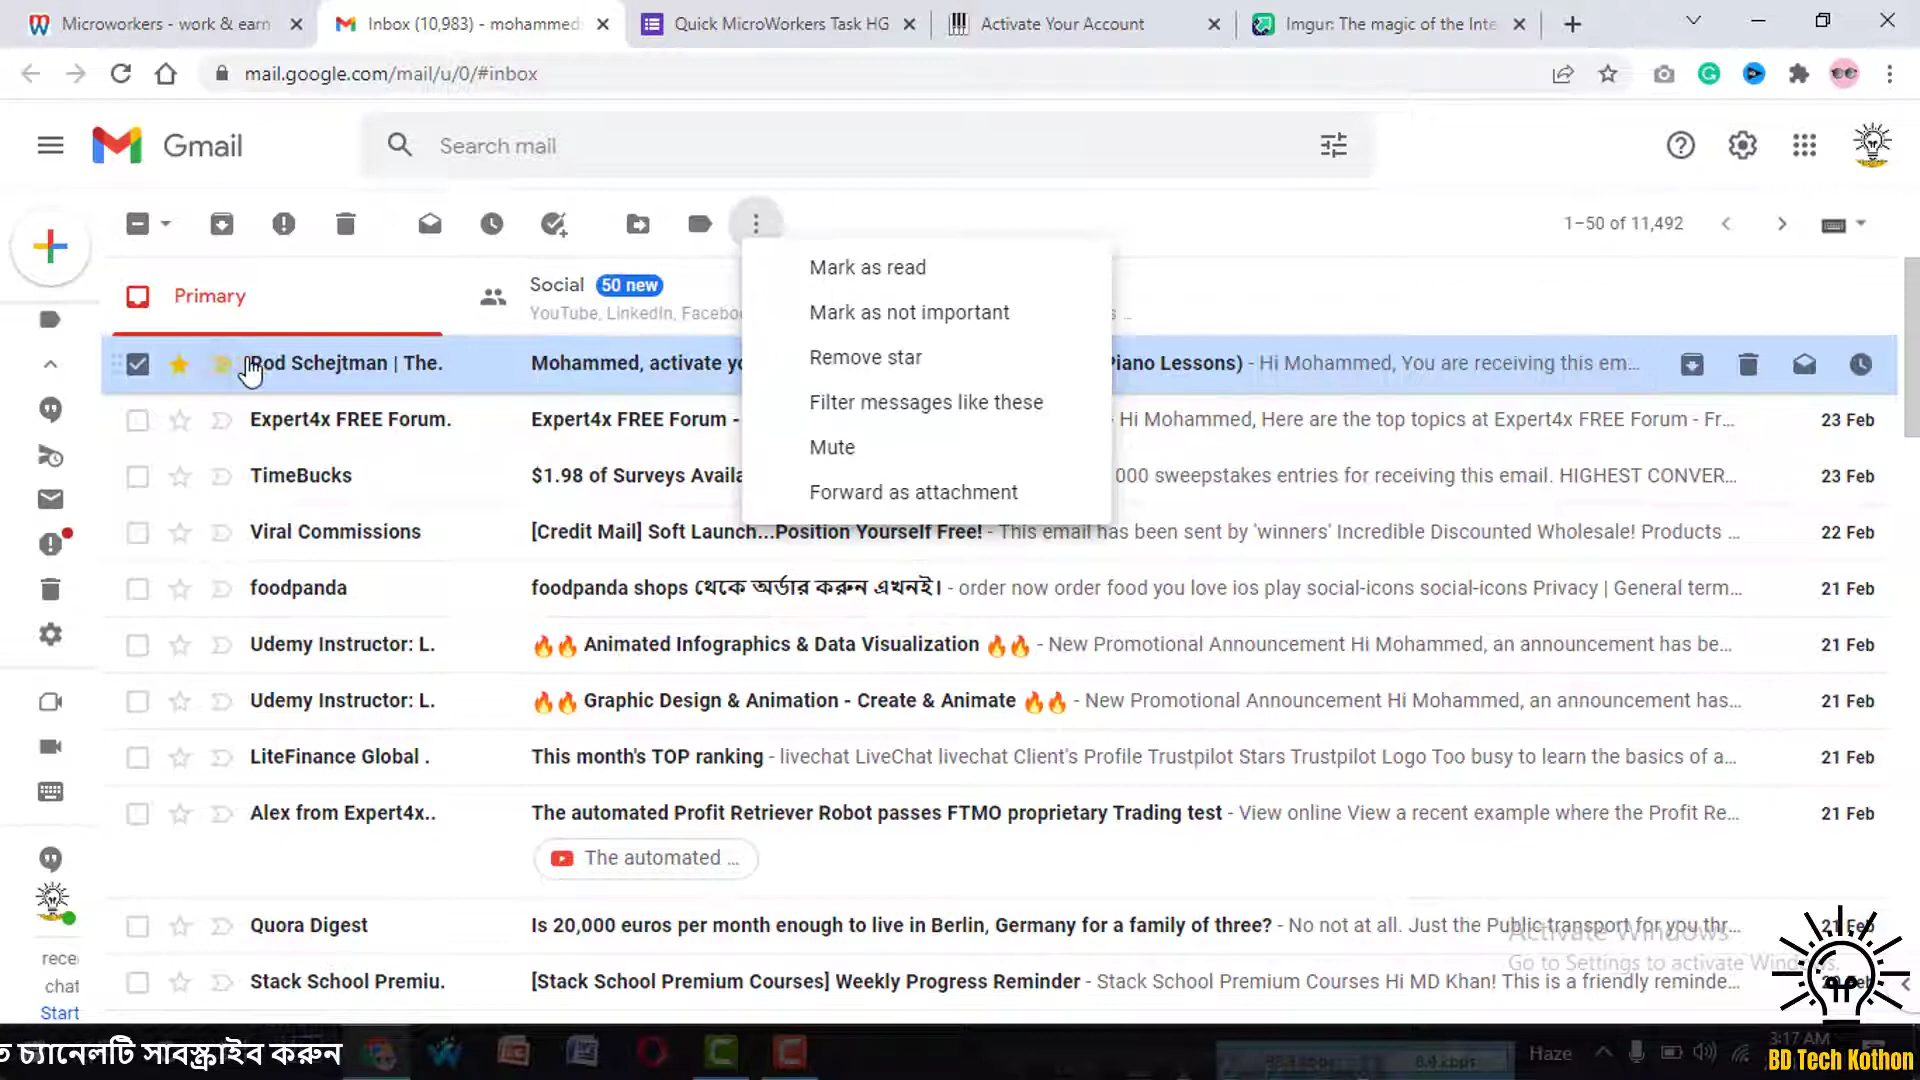 Microworkers - work & earn
Inbox (10,983) - mohammed
Quick MicroWorkers Task HG
Activate Your Account
Imgur: The magic of the Inte
mail.google.com/mail/u/0/#inbox
Gmail
Search mail
1–50 of 11,492
Primary
Social 50 new
YouTube, LinkedIn, Facebo
Mark as read
Mark as not important
Remove star
Filter messages like these
Mute
Forward as attachment
Rod Schejtman | The. Mohammed, activate yo Piano Lessons) - Hi Mohammed, You are receiving this em...
Expert4x FREE Forum. Expert4x FREE Forum - - Hi Mohammed, Here are the top topics at Expert4x FREE Forum - Fr... 23 Feb
TimeBucks $1.98 of Surveys Availa 000 sweepstakes entries for receiving this email. HIGHEST CONVER... 23 Feb
Viral Commissions [Credit Mail] Soft Launch...Position Yourself Free! - This email has been sent by 'winners' Incredible Discounted Wholesale! Products ... 22 Feb
foodpanda foodpanda shops থেকে অর্ডার করুন এখনই। - order now order food you love ios play social-icons social-icons Privacy | General term... 21 Feb
Udemy Instructor: L. 🔥🔥 Animated Infographics & Data Visualization 🔥🔥 - New Promotional Announcement Hi Mohammed, an announcement has be... 21 Feb
Udemy Instructor: L. 🔥🔥 Graphic Design & Animation - Create & Animate 🔥🔥 - New Promotional Announcement Hi Mohammed, an announcement has... 21 Feb
LiteFinance Global . This month's TOP ranking - livechat LiveChat livechat Client's Profile Trustpilot Stars Trustpilot Logo Too busy to learn the basics of a... 21 Feb
Alex from Expert4x.. The automated Profit Retriever Robot passes FTMO proprietary Trading test - View online View a recent example where the Profit Re... 21 Feb
The automated ...
Quora Digest Is 20,000 euros per month enough to live in Berlin, Germany for a family of three? - No not at all. Just the Public transport for you thr... 21 Feb
Activate Windows
Go to Settings to activate Windows.
Stack School Premiu. [Stack School Premium Courses] Weekly Progress Reminder - Stack School Premium Courses Hi MD Khan! This is a friendly reminde...
rece
chat
Start
ত চ্যানেলটি সাবস্ক্রাইব করুন
Haze
3:17 AM
BD Tech Kothon